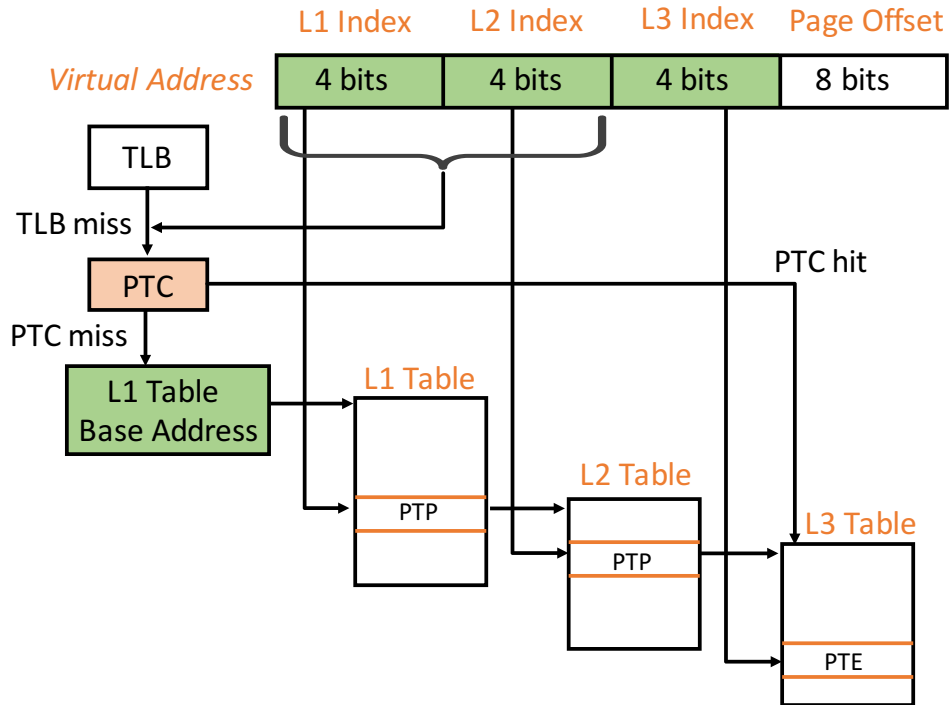 L1 Index
L2 Index
L3 Index
Page Offset
Virtual Address
4 bits
4 bits
4 bits
8 bits
TLB
TLB miss
PTC hit
PTC
PTC miss
L1 Table
Base Address
L1 Table
PTP
L2 Table
PTP
L3 Table
PTE